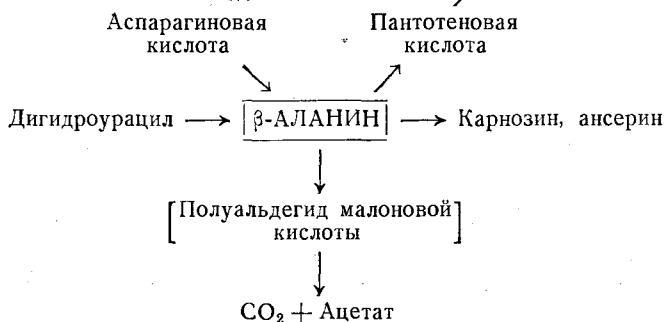 Аспарагиновая Пантотеновая
кислота кислота
Дигидроурацил → β-АЛАНИН → Карнозин, ансерин
[Полуальдегид малоновой
кислоты]
CO₂ + Ацетат